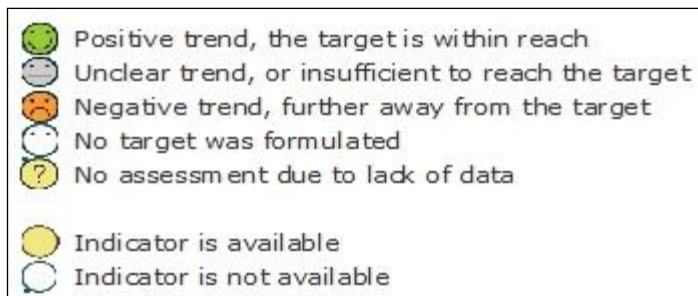 Positive trend, the target is within reach
Unclear trend, or insufficient to reach the target
Negative trend, further away from the target
No target was formulated
? No assessment due to lack of data
Indicator is available
Indicator is not available